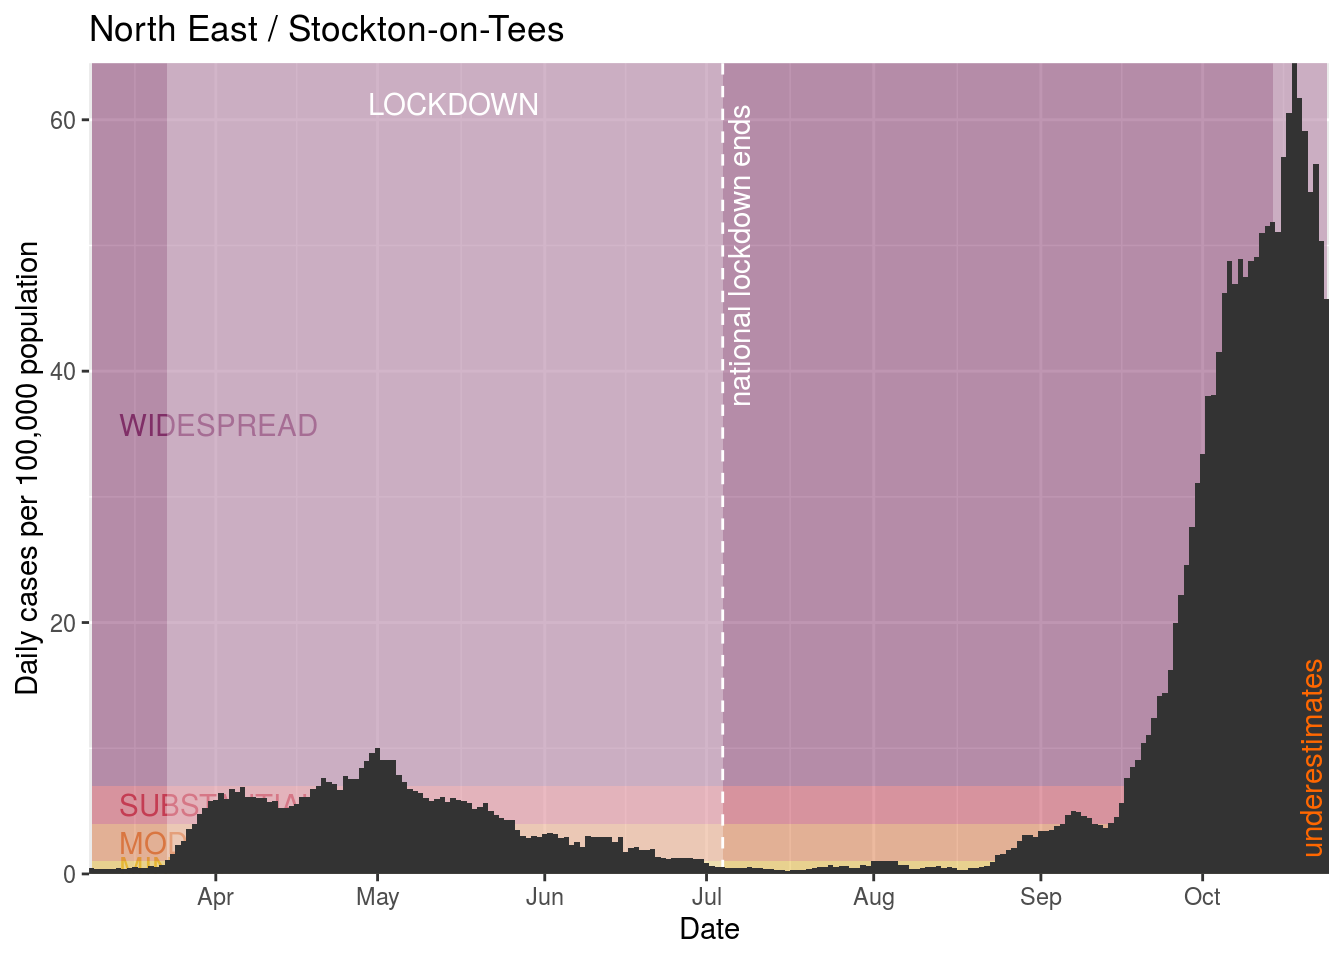 North East / Stockton-on-Tees
Daily cases per 100,000 population
60
40
20
0
LOCKDOWN
national lockdown ends
WIDESPREAD
underestimates
Apr
May
Jun
Jul
Aug
Sep
Oct
Date